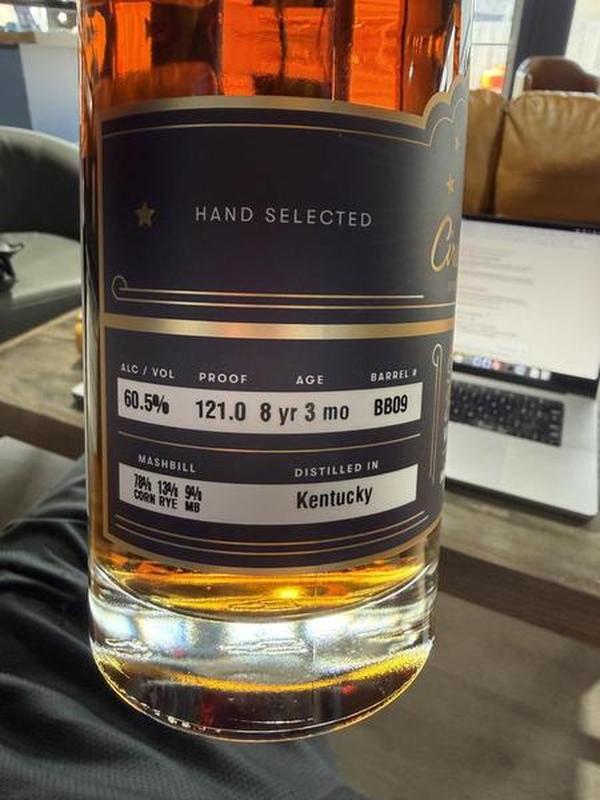 HAND SELECTED
Ci
ALC / VOL PROOF AGE BARREL #
60.5% 121.0 8 yr 3 mo BB09
MASHBILL DISTILLED IN
78% 13% 9%
CORN RYE MB
Kentucky